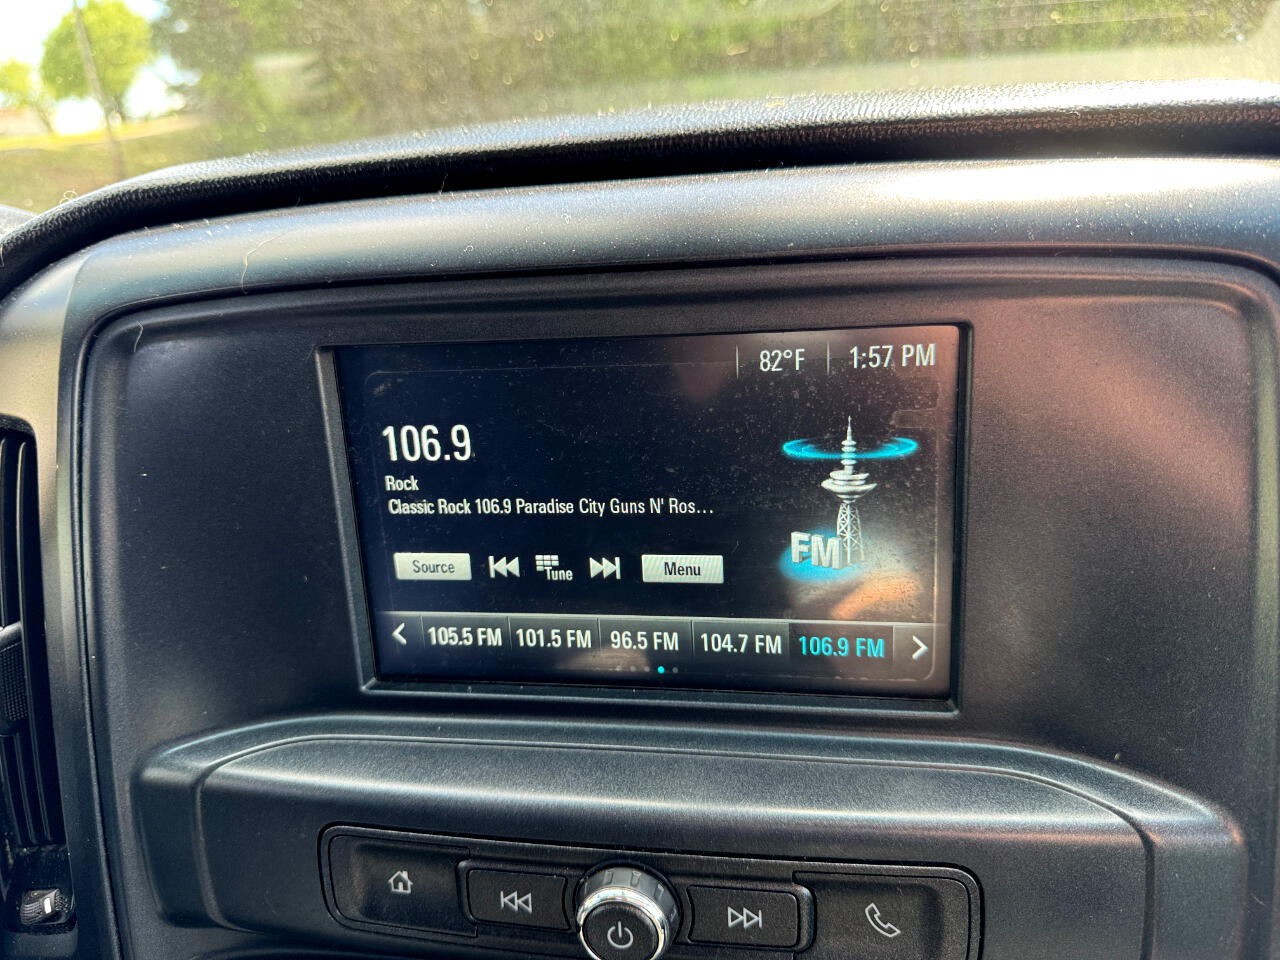 82°F 1:57 PM
106.9
Rock
Classic Rock 106.9 Paradise City Guns N' Ros...
FM
Source Tune Menu
105.5 FM 101.5 FM 96.5 FM 104.7 FM 106.9 FM